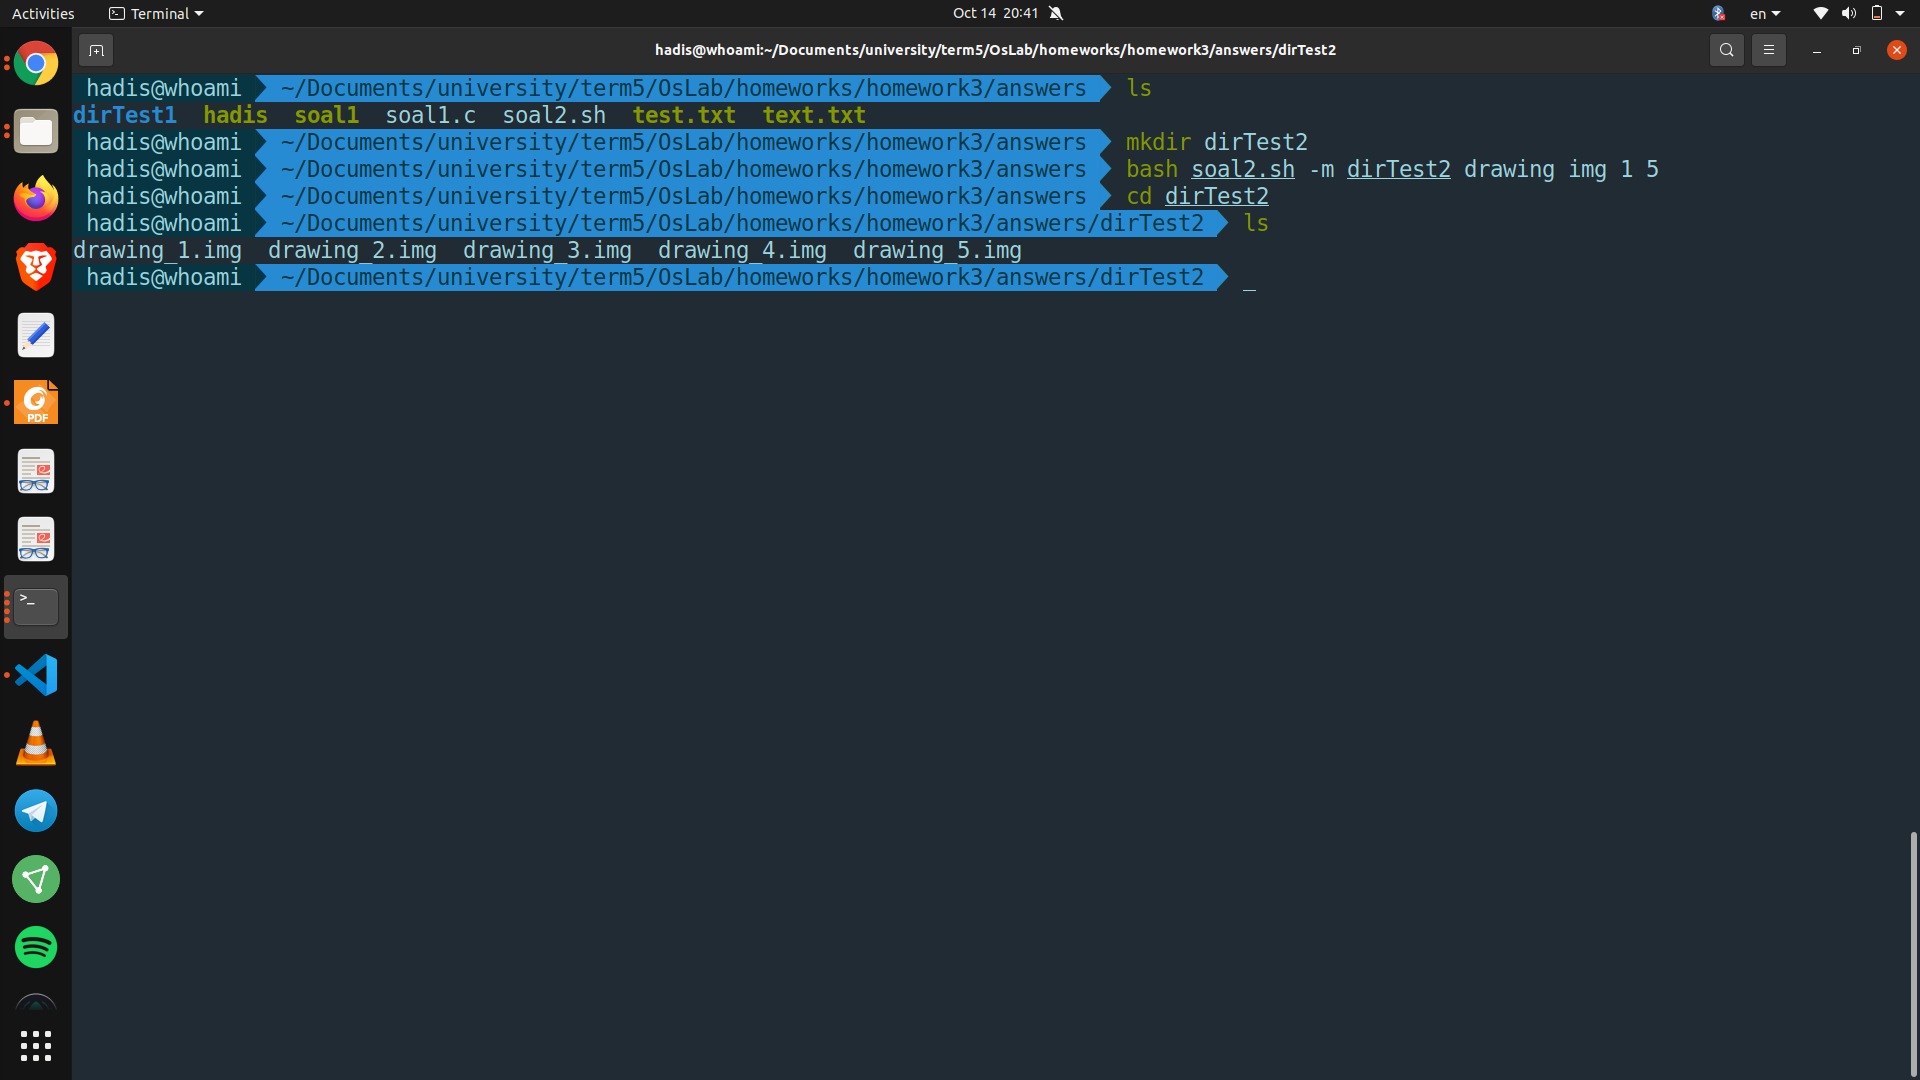 Activities Terminal Oct 14 20:41 en
hadis@whoami:~/Documents/university/term5/OsLab/homeworks/homework3/answers/dirTest2
hadis@whoami ~/Documents/university/term5/OsLab/homeworks/homework3/answers ls
dirTest1 hadis soal1 soal1.c soal2.sh test.txt text.txt
hadis@whoami ~/Documents/university/term5/OsLab/homeworks/homework3/answers mkdir dirTest2
hadis@whoami ~/Documents/university/term5/OsLab/homeworks/homework3/answers bash soal2.sh -m dirTest2 drawing img 1 5
hadis@whoami ~/Documents/university/term5/OsLab/homeworks/homework3/answers cd dirTest2
hadis@whoami ~/Documents/university/term5/OsLab/homeworks/homework3/answers/dirTest2 ls
drawing_1.img drawing_2.img drawing_3.img drawing_4.img drawing_5.img
hadis@whoami ~/Documents/university/term5/OsLab/homeworks/homework3/answers/dirTest2 _
PDF
>_